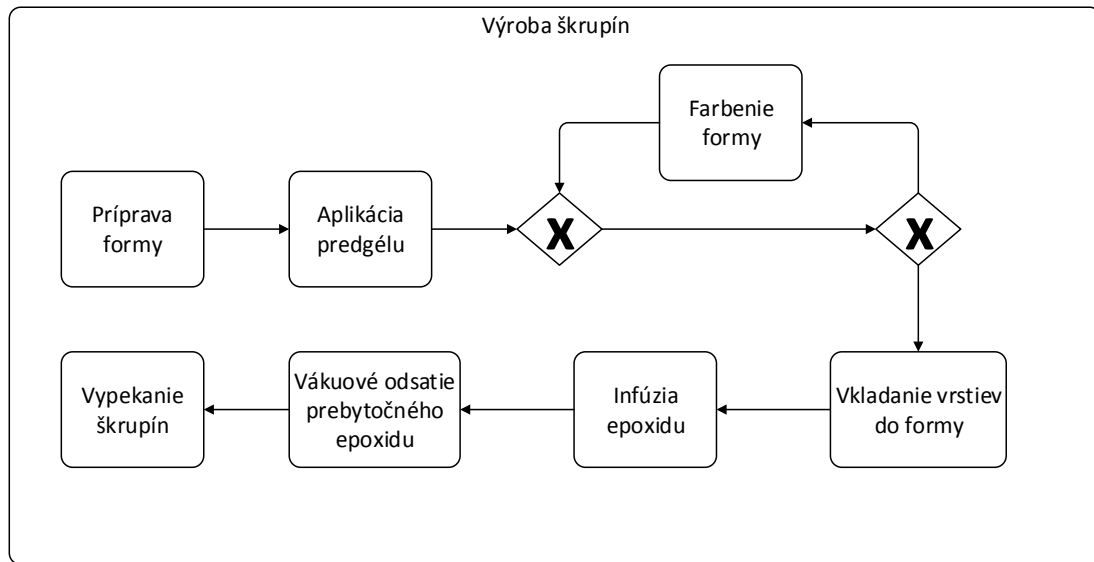 Výroba škrupín
Farbenie
formy
Príprava
formy
Aplikácia
predgélu
X
X
Vypekanie
škrupín
Vákuové odsatie
prebytočného
epoxidu
Infúzia
epoxidu
Vkladanie vrstiev
do formy